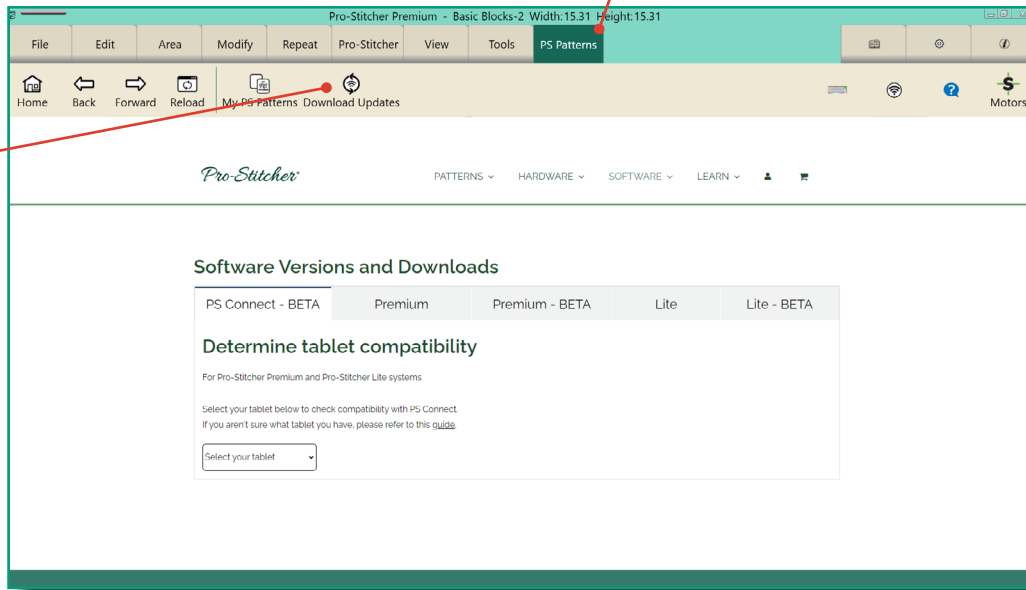 Pro-Stitcher Premium - Basic Blocks-2 Width:15.31 Height:15.31
File Edit Area Modify Repeat Pro-Stitcher View Tools PS Patterns
Home Back Forward Reload My PS Patterns Download Updates Motors
Pro-Stitcher PATTERNS HARDWARE SOFTWARE LEARN
Software Versions and Downloads
PS Connect - BETA Premium Premium - BETA Lite Lite - BETA
Determine tablet compatibility
For Pro-Stitcher Premium and Pro-Stitcher Lite systems
Select your tablet below to check compatibility with PS Connect.
If you aren't sure what tablet you have, please refer to this guide.
Select your tablet